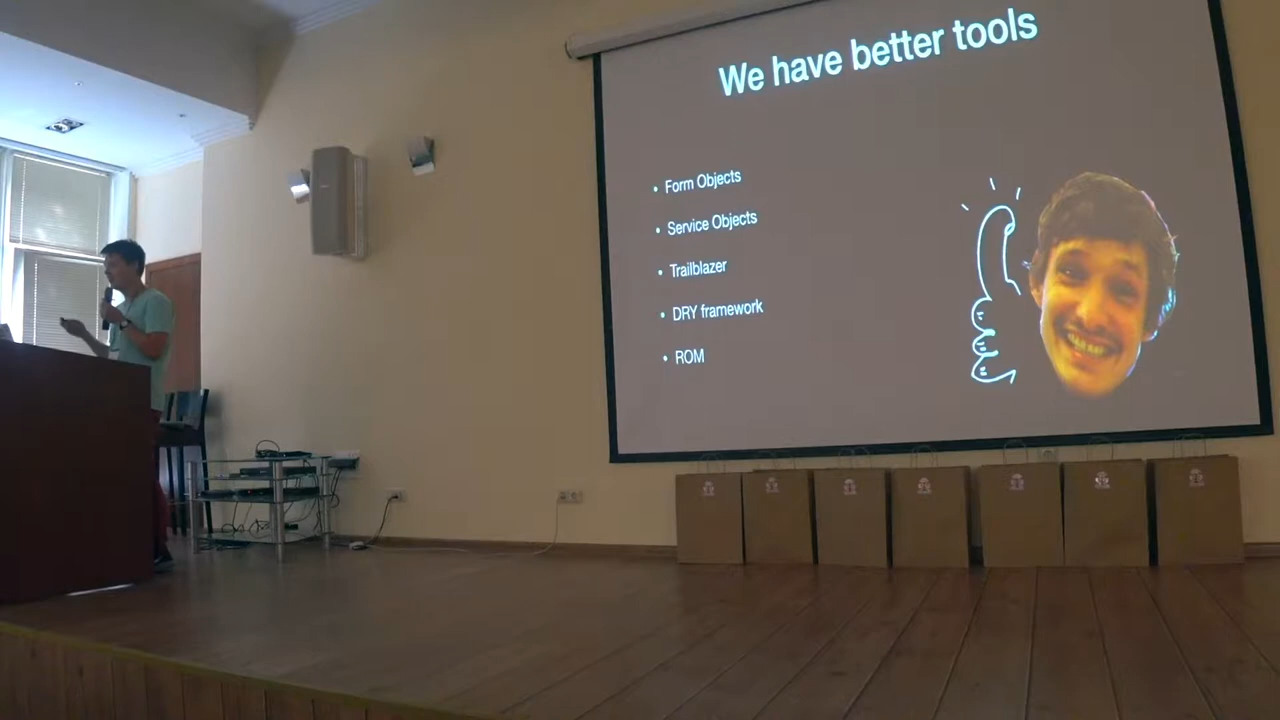 We have better tools
• Form Objects
• Service Objects
• Trailblazer
• DRY framework
• ROM